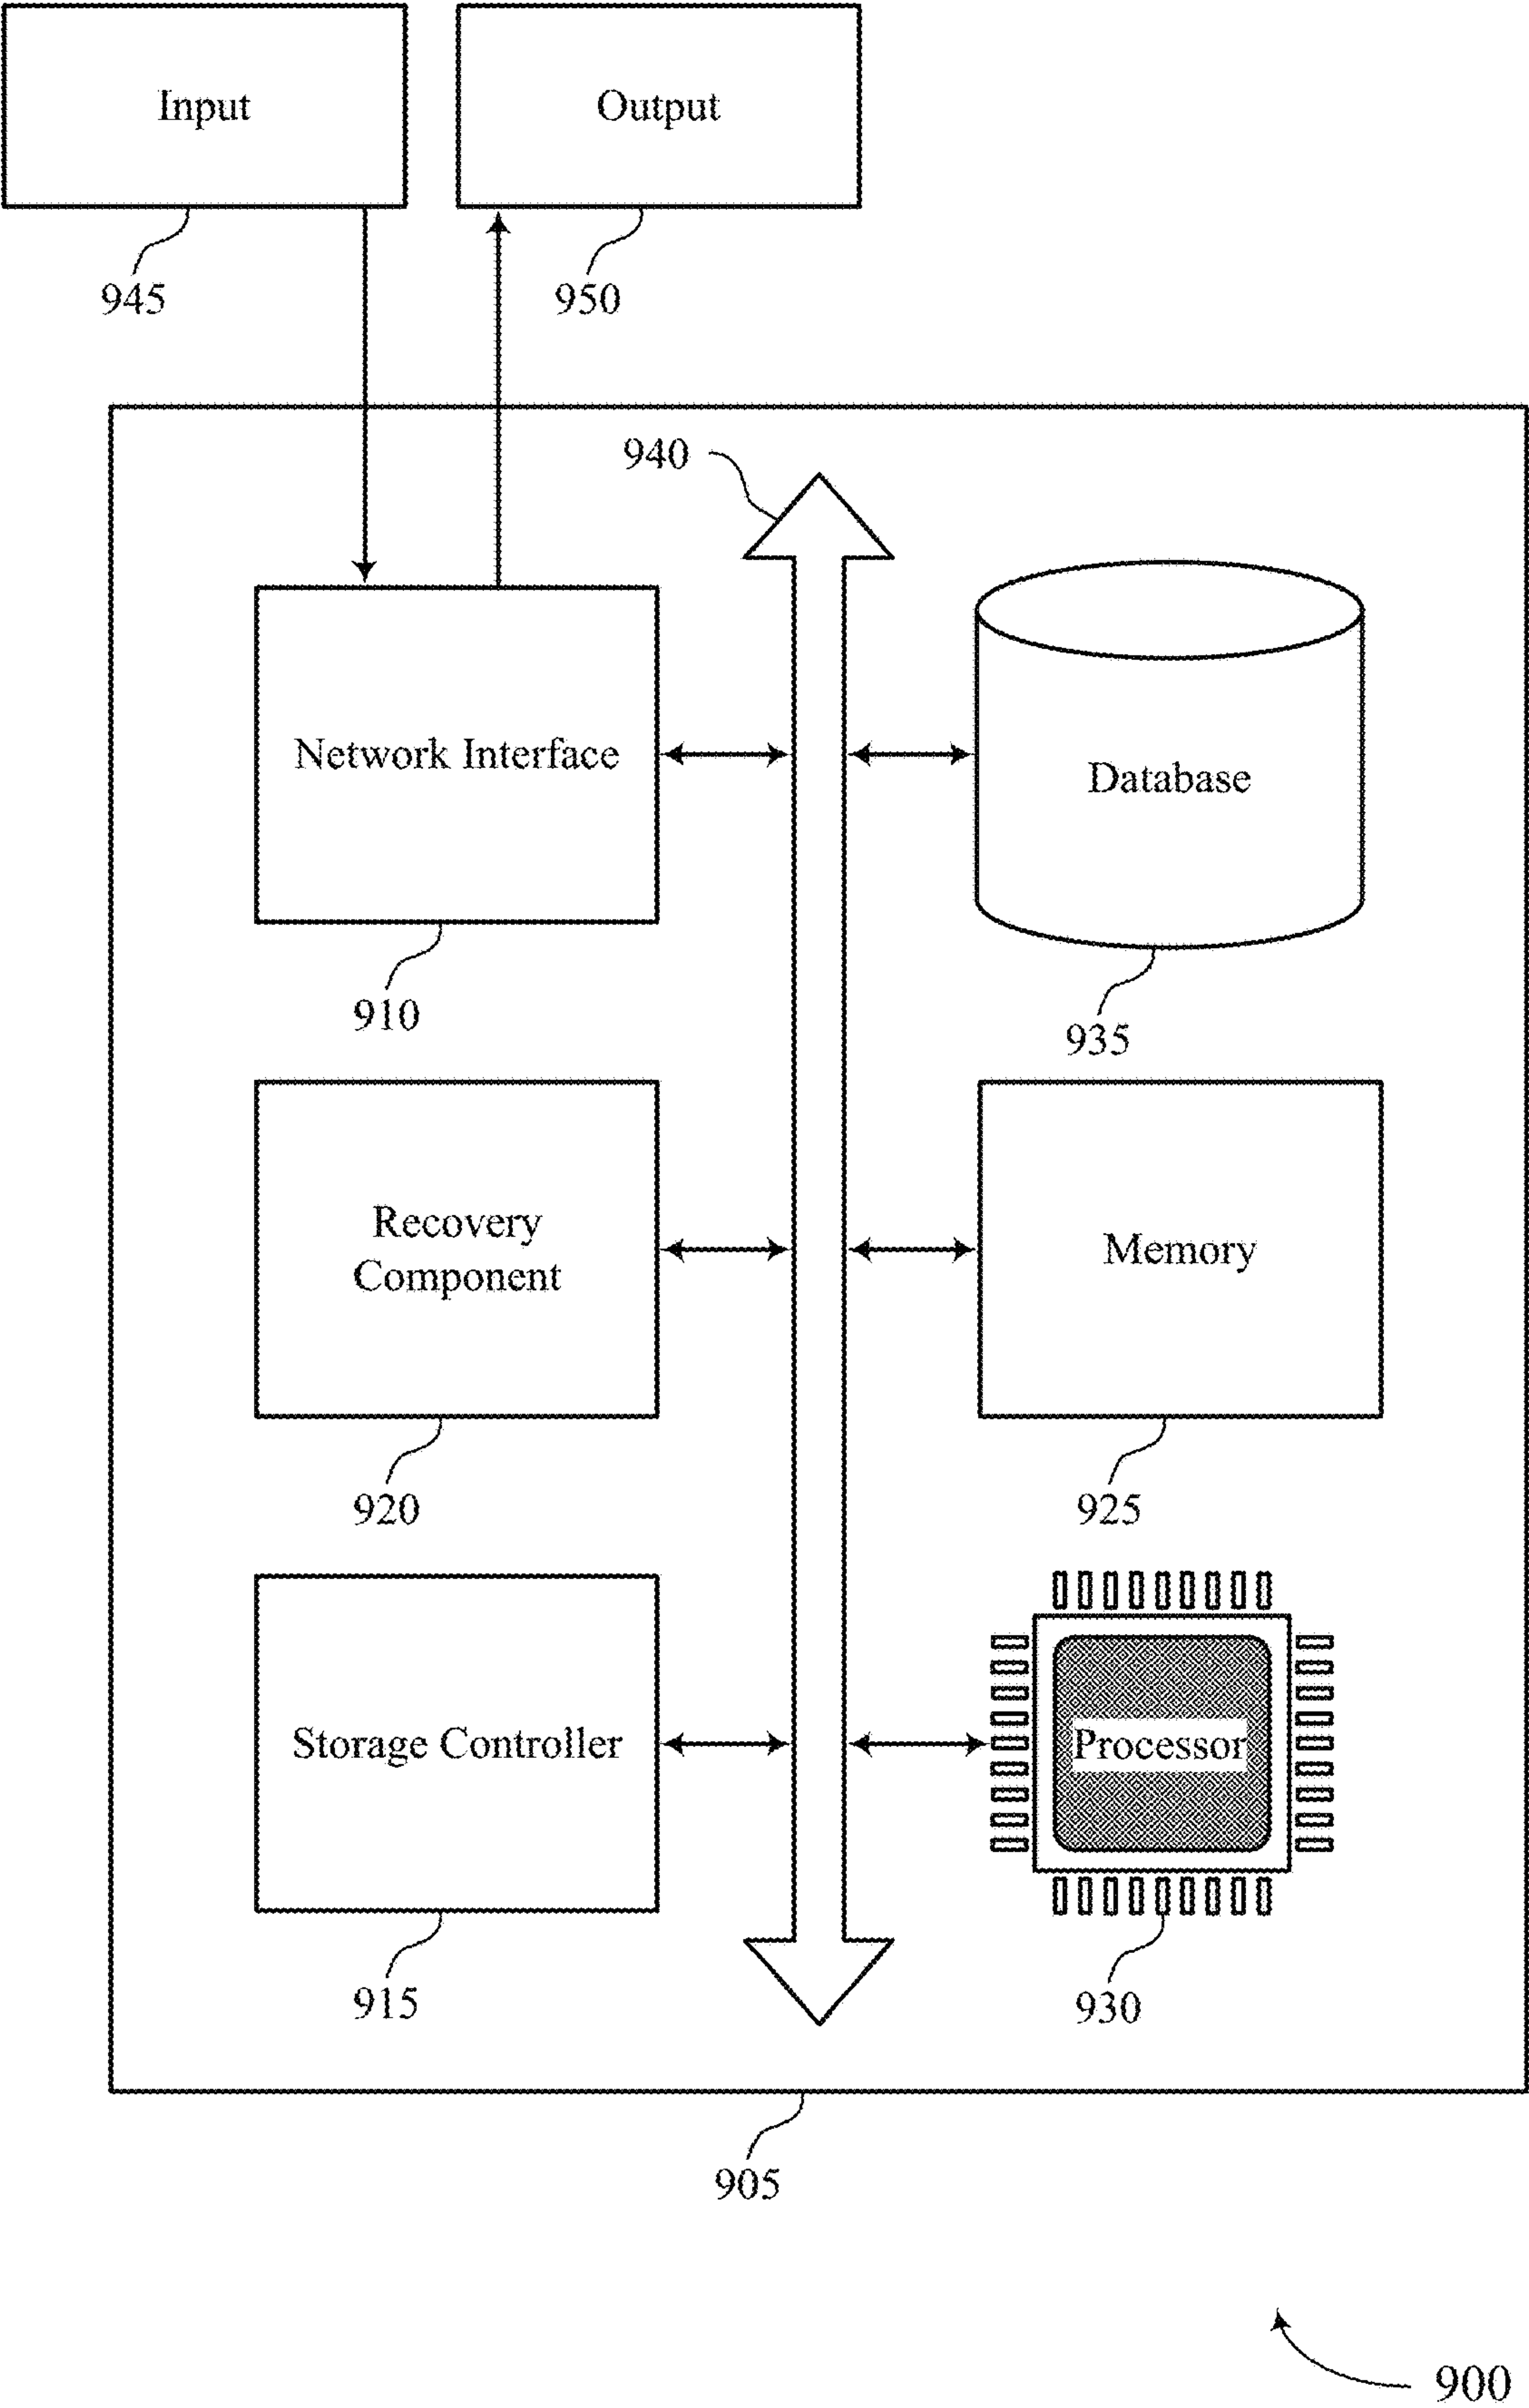 Input
Output
945
950
940
Network Interface
Database
910
935
Recovery
Component
Memory
920
925
Storage Controller
Processor
915
930
905
900